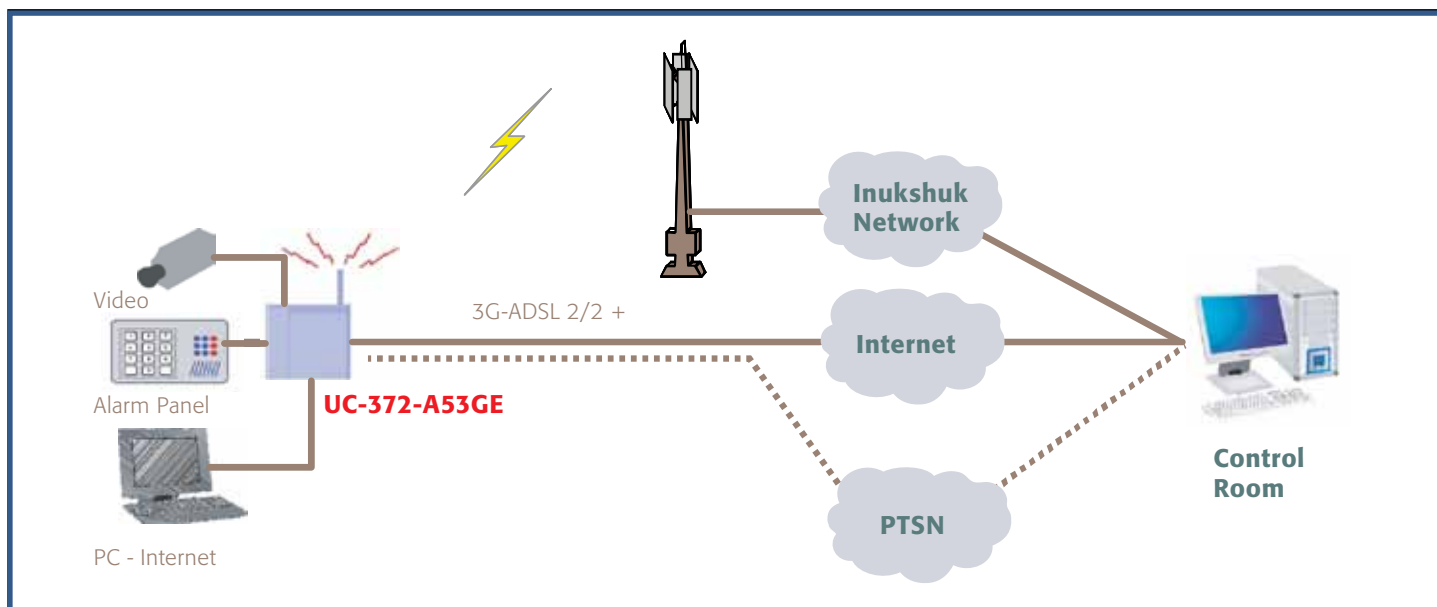 Inukshuk
Network
Video
3G-ADSL 2/2 +
Internet
Alarm Panel
UC-372-A53GE
Control
Room
PTSN
PC - Internet